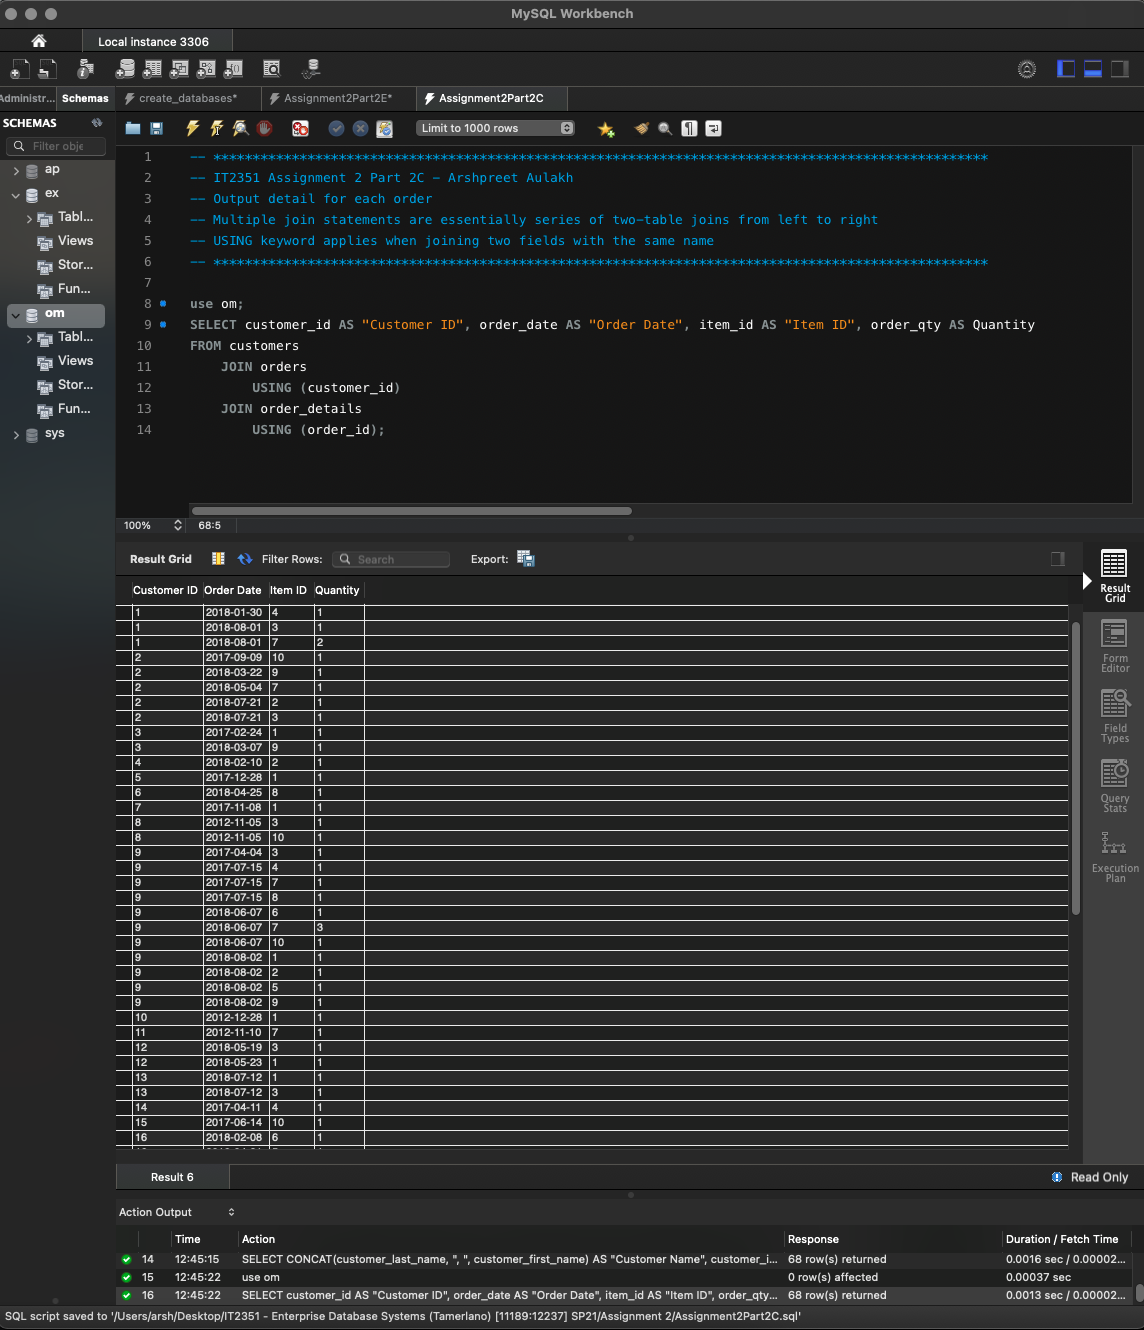 MySQL Workbench
Local instance 3306
Administr... Schemas create_databases* Assignment2Part2E* Assignment2Part2C
SCHEMAS
Filter obje
Limit to 1000 rows
ap
ex
Tabl...
Views
Stor...
Fun...
om
Tabl...
Views
Stor...
Fun...
sys
1 -- ***************************************************************************************************
2 -- IT2351 Assignment 2 Part 2C - Arshpreet Aulakh
3 -- Output detail for each order
4 -- Multiple join statements are essentially series of two-table joins from left to right
5 -- USING keyword applies when joining two fields with the same name
6 -- ***************************************************************************************************
7
8 use om;
9 SELECT customer_id AS "Customer ID", order_date AS "Order Date", item_id AS "Item ID", order_qty AS Quantity
10 FROM customers
11 JOIN orders
12 USING (customer_id)
13 JOIN order_details
14 USING (order_id);
100% 68:5
Result Grid Filter Rows: Search Export:
Customer ID Order Date Item ID Quantity
1 2018-01-30 4 1
1 2018-08-01 3 1
1 2018-08-01 7 2
2 2017-09-09 10 1
2 2018-03-22 9 1
2 2018-05-04 7 1
2 2018-07-21 2 1
2 2018-07-21 3 1
3 2017-02-24 1 1
3 2018-03-07 9 1
4 2018-02-10 2 1
5 2017-12-28 1 1
6 2018-04-25 8 1
7 2017-11-08 1 1
8 2012-11-05 3 1
8 2012-11-05 10 1
9 2017-04-04 3 1
9 2017-07-15 4 1
9 2017-07-15 7 1
9 2017-07-15 8 1
9 2018-06-07 6 1
9 2018-06-07 7 3
9 2018-06-07 10 1
9 2018-08-02 1 1
9 2018-08-02 2 1
9 2018-08-02 5 1
9 2018-08-02 9 1
10 2012-12-28 1 1
11 2012-11-10 7 1
12 2018-05-19 3 1
12 2018-05-23 1 1
13 2018-07-12 1 1
13 2018-07-12 3 1
14 2017-04-11 4 1
15 2017-06-14 10 1
16 2018-02-08 6 1
Result Grid
Form Editor
Field Types
Query Stats
Execution Plan
Result 6 Read Only
Action Output
Time Action Response Duration / Fetch Time
14 12:45:15 SELECT CONCAT(customer_last_name, ", ", customer_first_name) AS "Customer Name", customer_i... 68 row(s) returned 0.0016 sec / 0.00002...
15 12:45:22 use om 0 row(s) affected 0.00037 sec
16 12:45:22 SELECT customer_id AS "Customer ID", order_date AS "Order Date", item_id AS "Item ID", order_qty... 68 row(s) returned 0.0013 sec / 0.00002...
SQL script saved to '/Users/arsh/Desktop/IT2351 - Enterprise Database Systems (Tamerlano) [11189:12237] SP21/Assignment 2/Assignment2Part2C.sql'